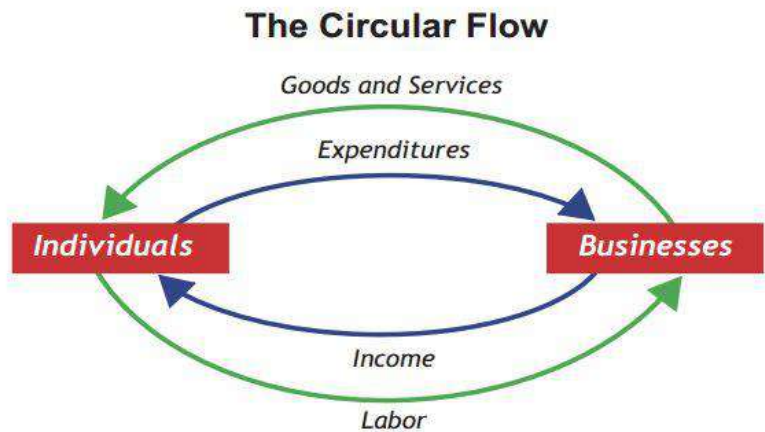 The Circular Flow
Goods and Services
Expenditures
Individuals
Businesses
Income
Labor